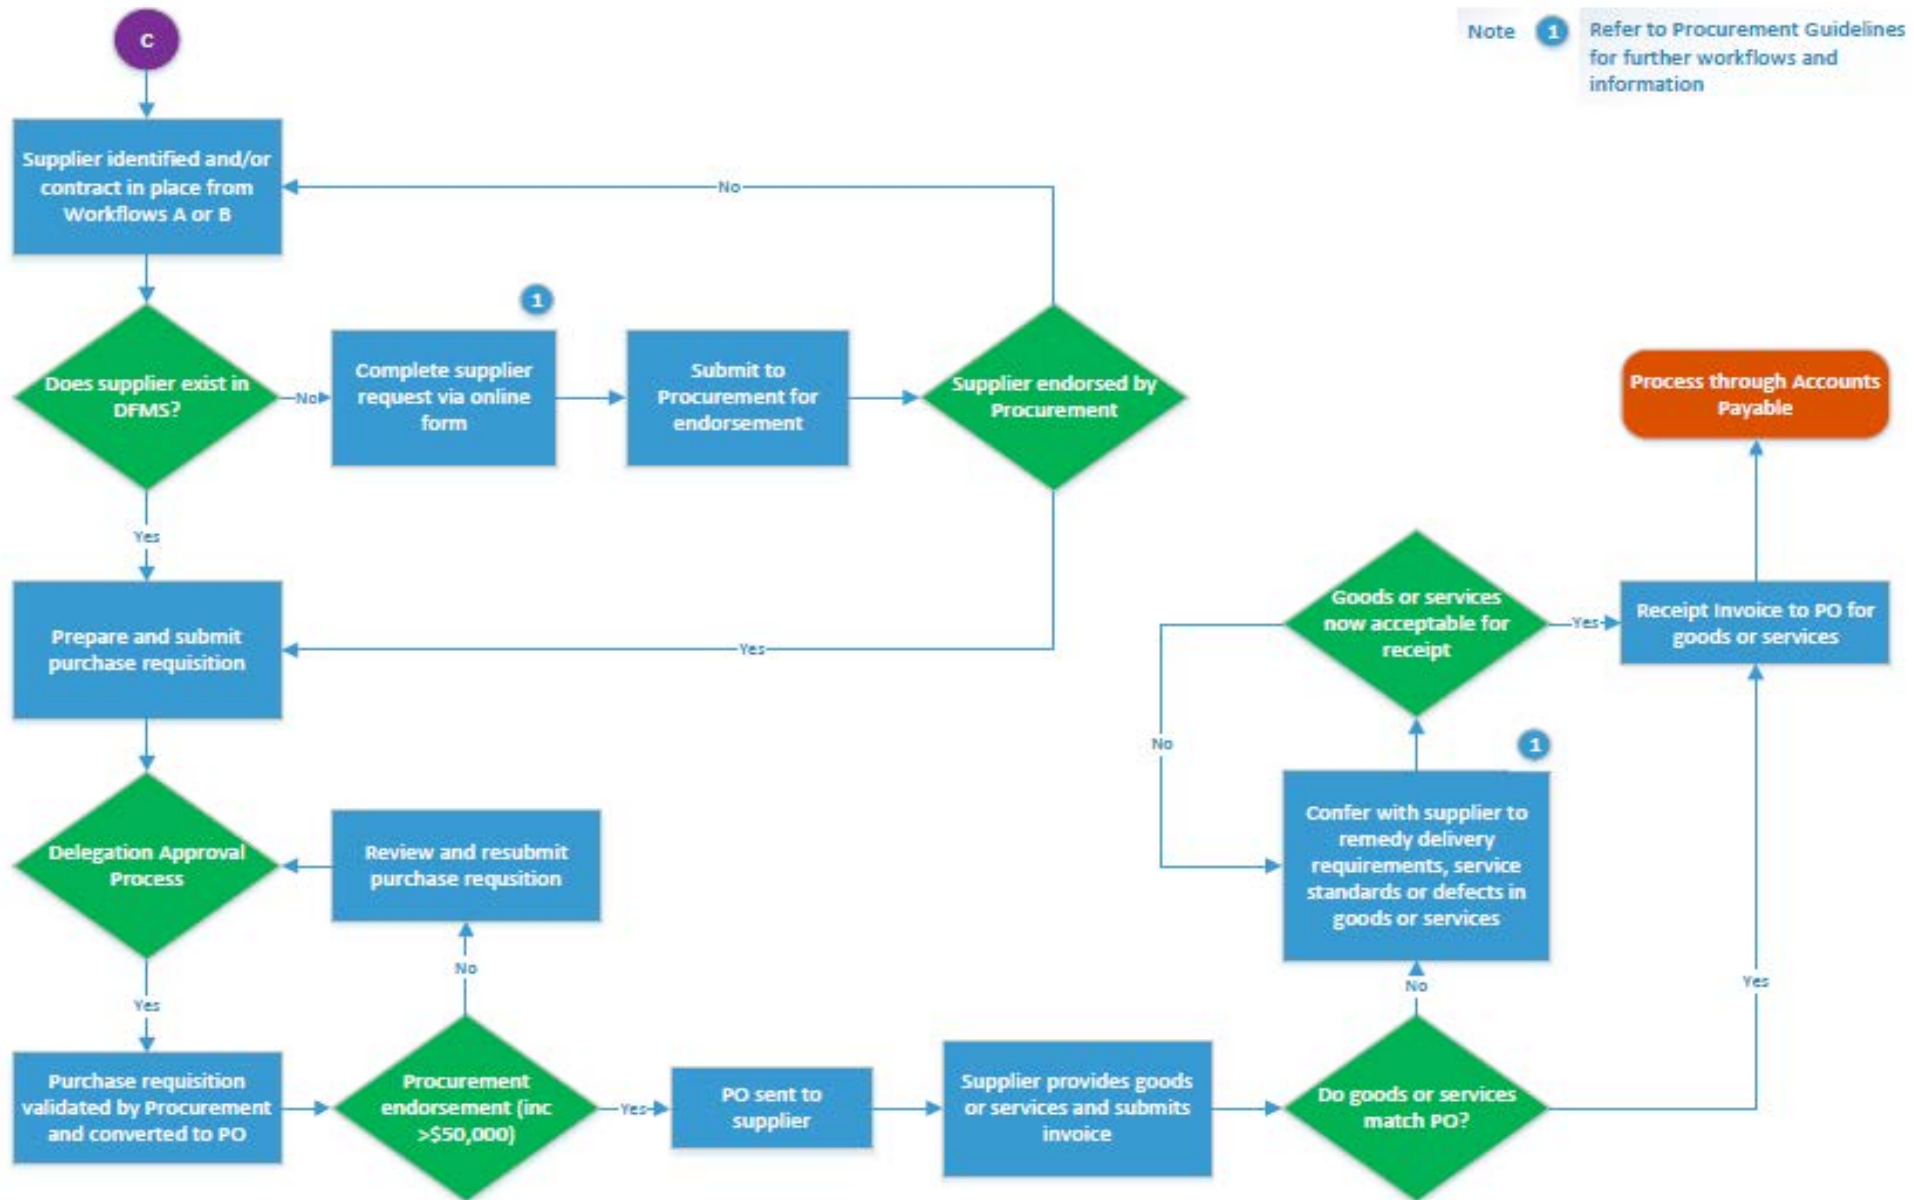 C
Note 1 Refer to Procurement Guidelines
for further workflows and
information
Supplier identified and/or
contract in place from
Workflows A or B
No
1
Does supplier exist in
DFMS?
No
Complete supplier
request via online
form
Submit to
Procurement for
endorsement
Supplier endorsed by
Procurement
Process through Accounts
Payable
Yes
Prepare and submit
purchase requisition
Yes
Goods or services
now acceptable for
receipt
Yes
Receipt Invoice to PO for
goods or services
No
1
Delegation Approval
Process
Review and resubmit
purchase requsition
Confer with supplier to
remedy delivery
requirements, service
standards or defects in
goods or services
Yes
No
No
Yes
Purchase requisition
validated by Procurement
and converted to PO
Procurement
endorsement (inc
>$50,000)
Yes
PO sent to
supplier
Supplier provides goods
or services and submits
invoice
Do goods or services
match PO?